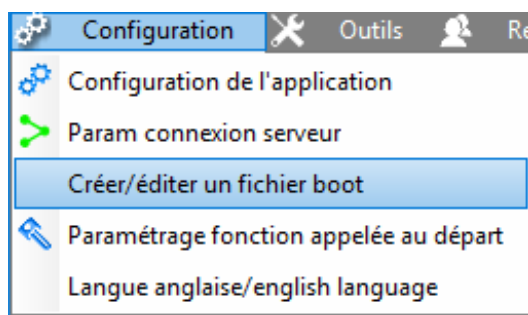 Configuration Outils
Configuration de l'application
Param connexion serveur
Créer/éditer un fichier boot
Paramétrage fonction appelée au départ
Langue anglaise/english language